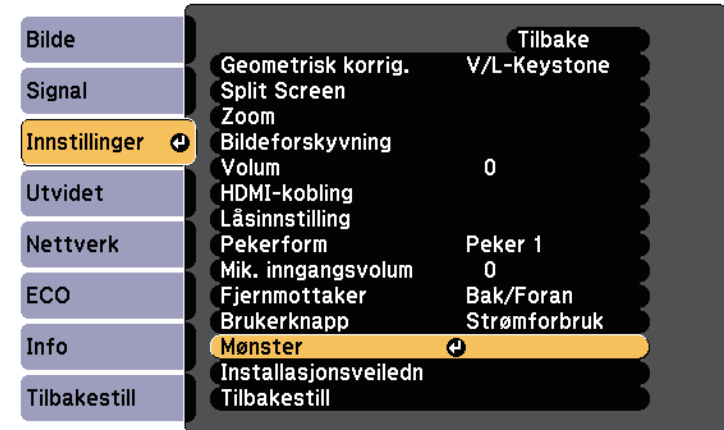 Bilde
Signal
Innstillinger
Utvidet
Nettverk
ECO
Info
Tilbakestill
Tilbake
Geometrisk korrig. V/L-Keystone
Split Screen
Zoom
Bildeforskyvning
Volum 0
HDMI-kobling
Låsinnstilling
Pekerform Peker 1
Mik. inngangsvolum 0
Fjernmottaker Bak/Foran
Brukerknapp Strømforbruk
Mønster
Installasjonsveiledn
Tilbakestill